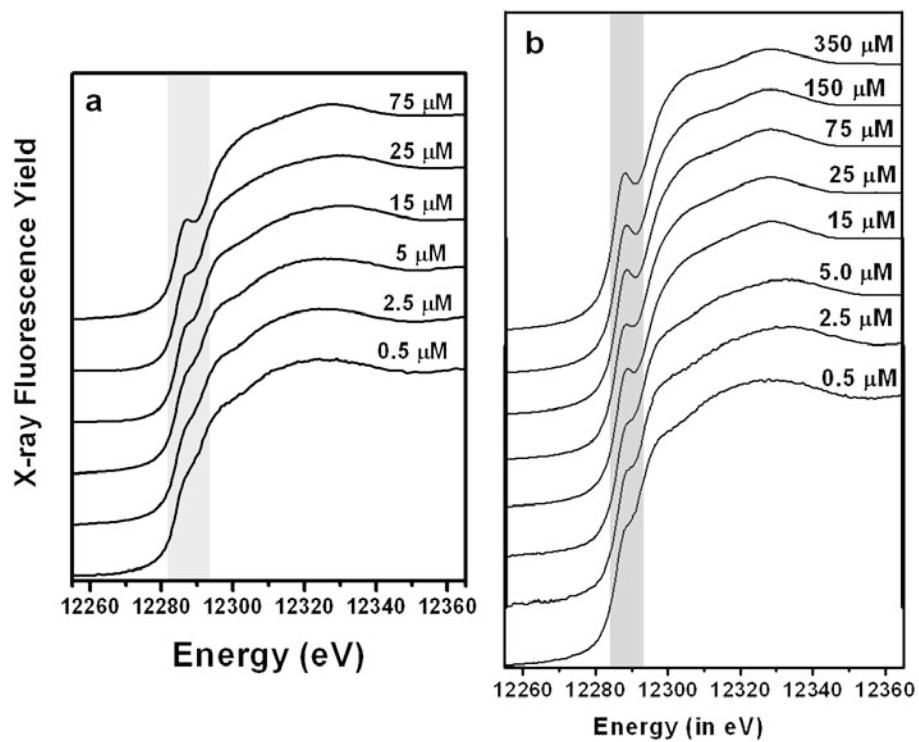 a
75 µM
25 µM
15 µM
5 µM
2.5 µM
0.5 µM
X-ray Fluorescence Yield
12260 12280 12300 12320 12340 12360
Energy (eV)
b
350 µM
150 µM
75 µM
25 µM
15 µM
5.0 µM
2.5 µM
0.5 µM
12260 12280 12300 12320 12340 12360
Energy (in eV)